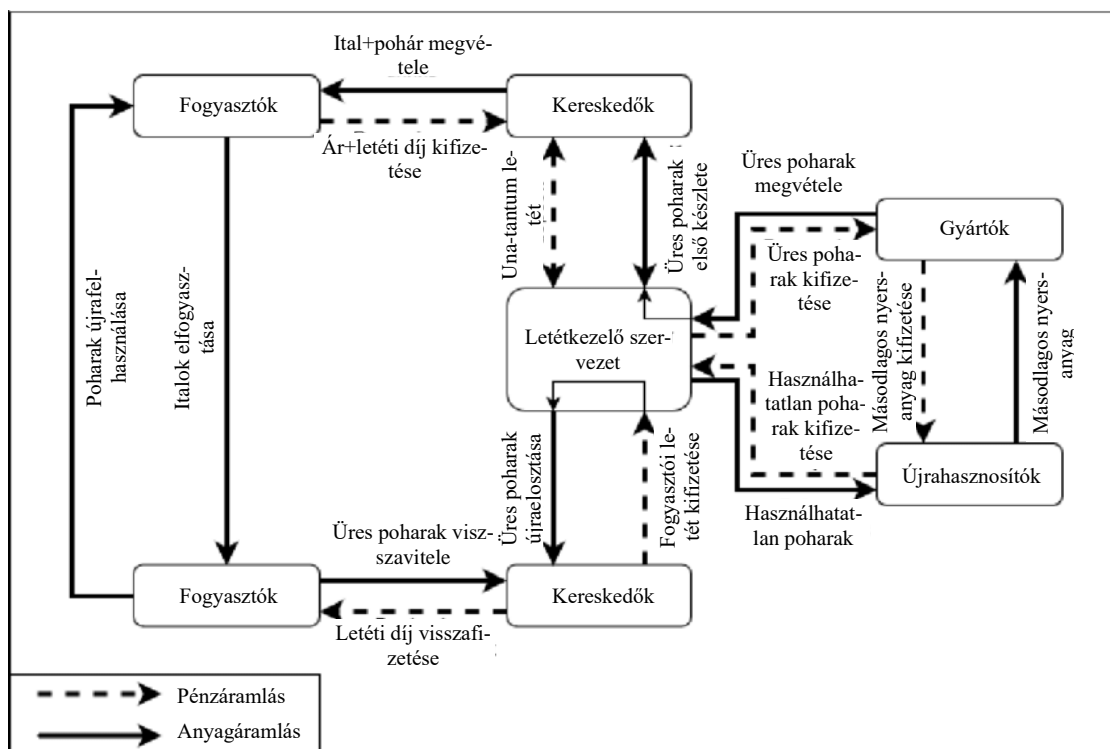 Ital+pohár megvé-
tele
Fogyasztók
Kereskedők
Ár+letéti díj kifize-
tése
Una-tantum le-
tét
Üres poharak
első készlete
Üres poharak
megvétele
Gyártók
Üres poha-
rak kifize-
tése
Poharak újrafel-
használása
Italok elfogyasz-
tása
Letétkezelő szer-
vezet
Másodlagos nyers-
anyag kifizetése
Másodlagos nyers-
anyag
Használha-
tatlan poha-
rak kifize-
tése
Újrahasznosítók
Üres poharak
újraelosztása
Fogyasztói le-
tét kifizetése
Használhatat-
lan poharak
Üres poharak visz-
szavitele
Fogyasztók
Kereskedők
Letéti díj visszafi-
zetése
Pénzáramlás
Anyagáramlás